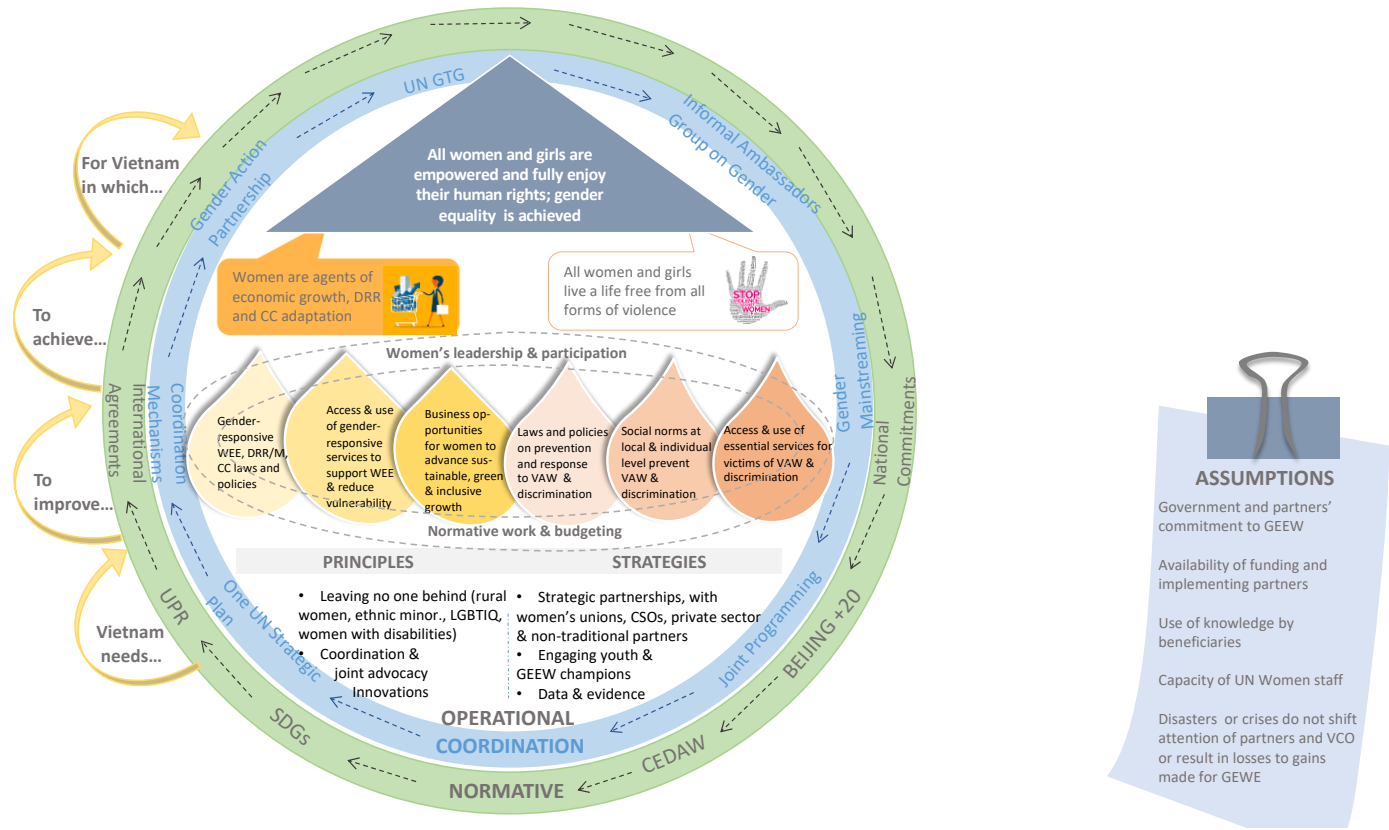 UN GTG
Informal Ambassadors
Group on Gender
Gender Action
Partnership
For Vietnam
in which...
To
achieve...
To
improve...
Vietnam
needs...
All women and girls are
empowered and fully enjoy
their human rights; gender
equality is achieved
Women are agents of
economic growth, DRR
and CC adaptation
All women and girls
live a life free from all
forms of violence
STOP
VIOLENCE
AGAINST
WOMEN
Women's leadership & participation
Gender-
responsive
WEE, DRR/M,
CC laws and
policies
Access & use
of gender-
responsive
services to
support WEE
& reduce
vulnerability
Business op-
portunities
for women to
advance sus-
tainable, green
& inclusive
growth
Laws and policies
on prevention
and response
to VAW &
discrimination
Social norms at
local & individual
level prevent
VAW &
discrimination
Access & use of
essential services for
victims of VAW &
discrimination
Normative work & budgeting
Coordination
Mechanisms
International
Agreements
Gender
Mainstreaming
National
Commitments
PRINCIPLES
• Leaving no one behind (rural
women, ethnic minor., LGBTIQ,
women with disabilities)
• Coordination &
joint advocacy
Innovations
STRATEGIES
• Strategic partnerships, with
women's unions, CSOs, private sector
& non-traditional partners
• Engaging youth &
GEEW champions
• Data & evidence
One UN Strategic
Plan
Joint Programming
UPR
SDGs
CEDAW
BEIJING +20
OPERATIONAL
COORDINATION
NORMATIVE
ASSUMPTIONS
Government and partners'
commitment to GEEW
Availability of funding and
implementing partners
Use of knowledge by
beneficiaries
Capacity of UN Women staff
Disasters or crises do not shift
attention of partners and VCO
or result in losses to gains
made for GEWE